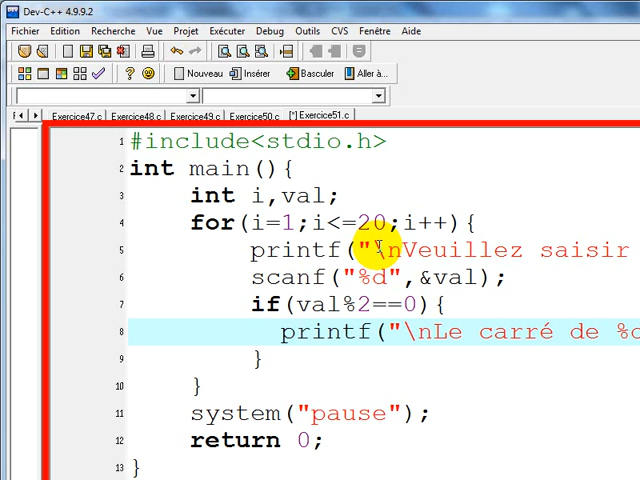 Dev-C++ 4.9.9.2
Fichier Edition Recherche Vue Projet Exécuter Debug Outils CVS Fenêtre Aide
Nouveau Insérer Basculer Aller à...
F Exercice47.c Exercice48.c Exercice49.c Exercice50.c [*] Exercice51.c
1 #include<stdio.h>
2 int main(){
3 int i,val;
4 for(i=1;i<=20;i++){
5 printf("\nVeuillez saisir
6 scanf("%d",&val);
7 if(val%2==0){
8 printf("\nLe carré de %d
9 }
10 }
11 system("pause");
12 return 0;
13 }